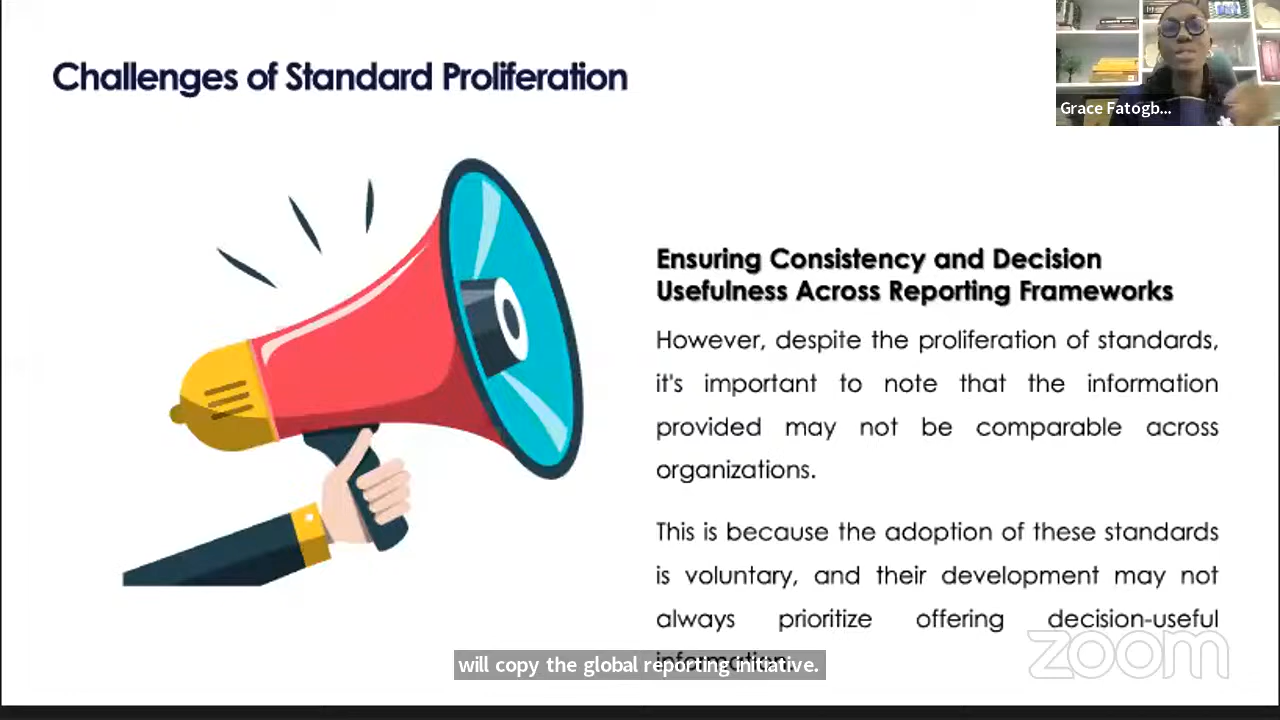 Challenges of Standard Proliferation
Grace Fatogb...
Ensuring Consistency and Decision
Usefulness Across Reporting Frameworks
However, despite the proliferation of standards,
it's important to note that the information
provided may not be comparable across
organizations.
This is because the adoption of these standards
is voluntary, and their development may not
always prioritize offering decision-useful
will copy the global reporting initiative.
zoom